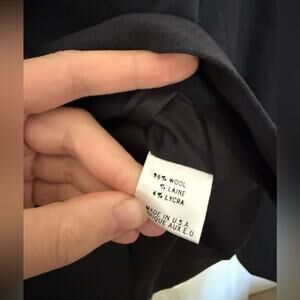 96% WOOL
% LAINE
4% LYCRA
MADE IN U.S.A
FABRIQUE AUX E.U